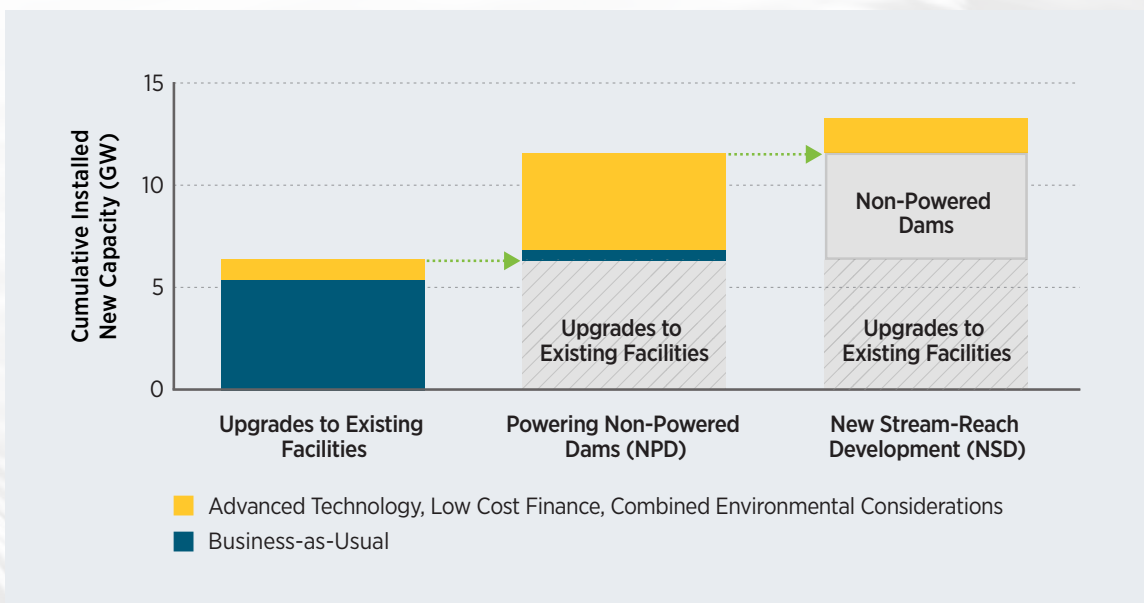 Cumulative Installed
New Capacity (GW)
15
10
5
0
Upgrades to
Existing Facilities
Non-Powered
Dams
Upgrades to
Existing Facilities
Upgrades to Existing
Facilities
Powering Non-Powered
Dams (NPD)
New Stream-Reach
Development (NSD)
Advanced Technology, Low Cost Finance, Combined Environmental Considerations
Business-as-Usual